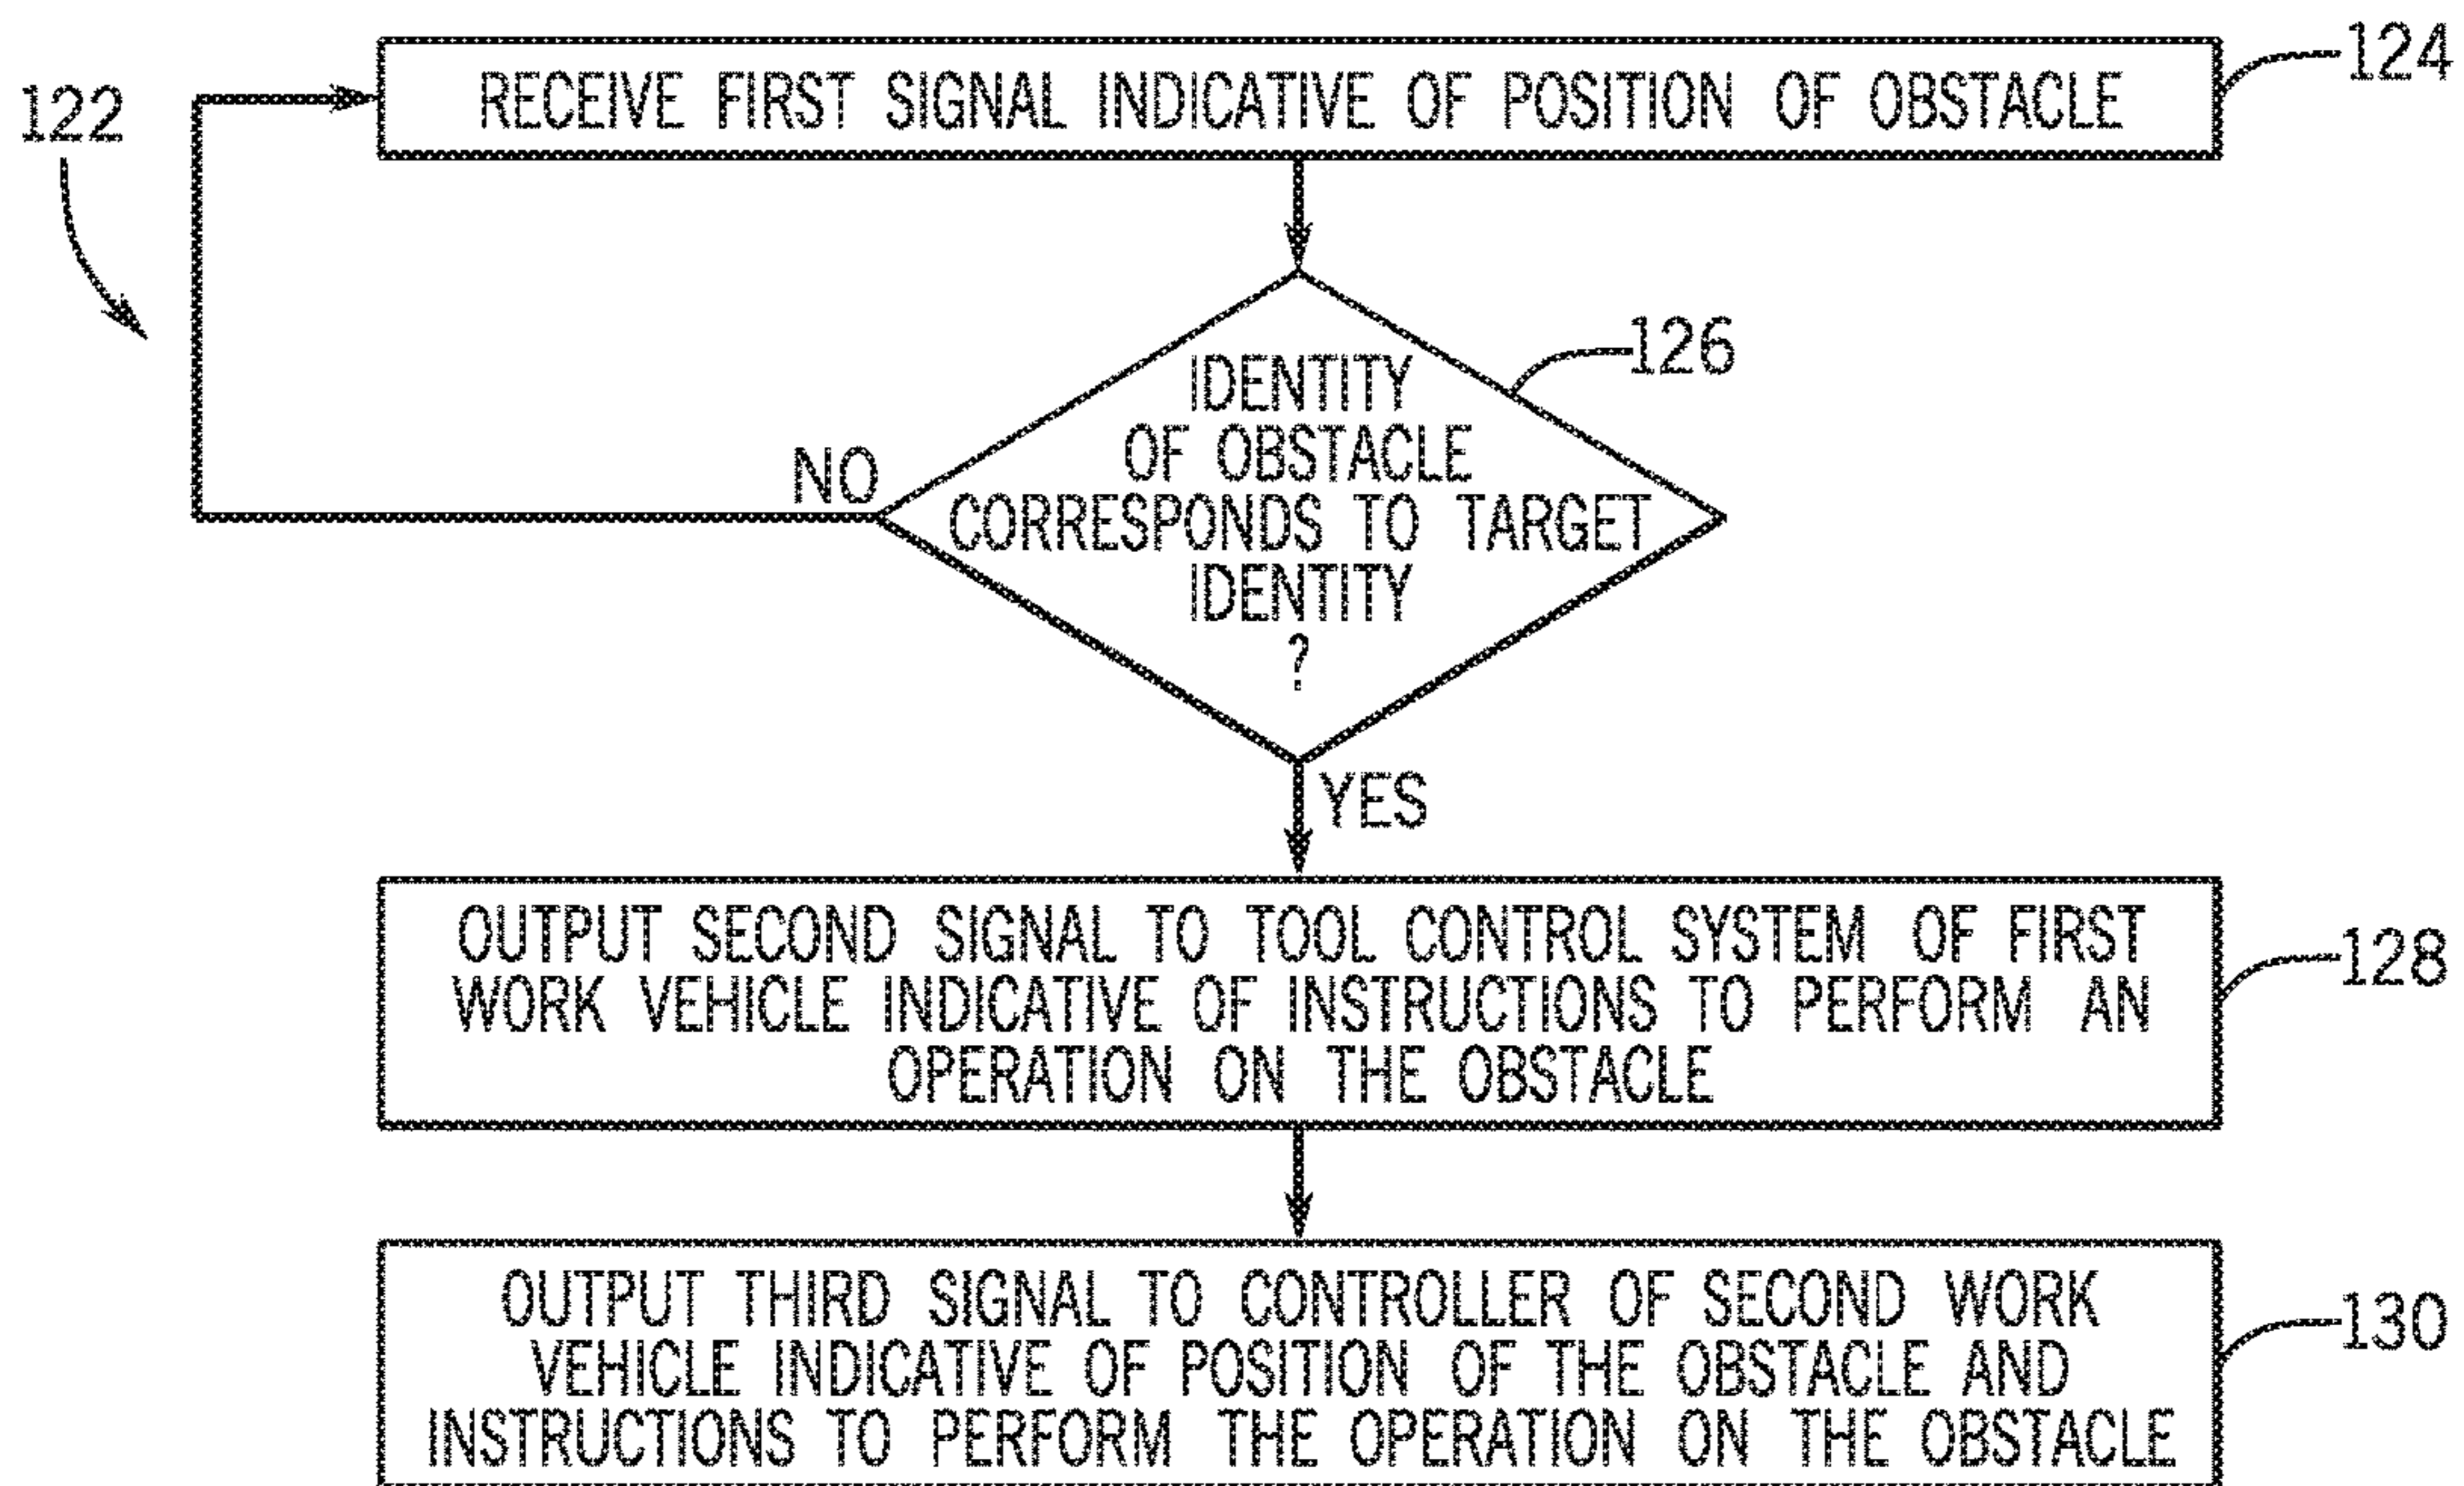 RECEIVE FIRST SIGNAL INDICATIVE OF POSITION OF OBSTACLE
124
122
126
IDENTITY
OF OBSTACLE
CORRESPONDS TO TARGET
IDENTITY
?
NO
YES
OUTPUT SECOND SIGNAL TO TOOL CONTROL SYSTEM OF FIRST
WORK VEHICLE INDICATIVE OF INSTRUCTIONS TO PERFORM AN
OPERATION ON THE OBSTACLE
128
OUTPUT THIRD SIGNAL TO CONTROLLER OF SECOND WORK
VEHICLE INDICATIVE OF POSITION OF THE OBSTACLE AND
INSTRUCTIONS TO PERFORM THE OPERATION ON THE OBSTACLE
130